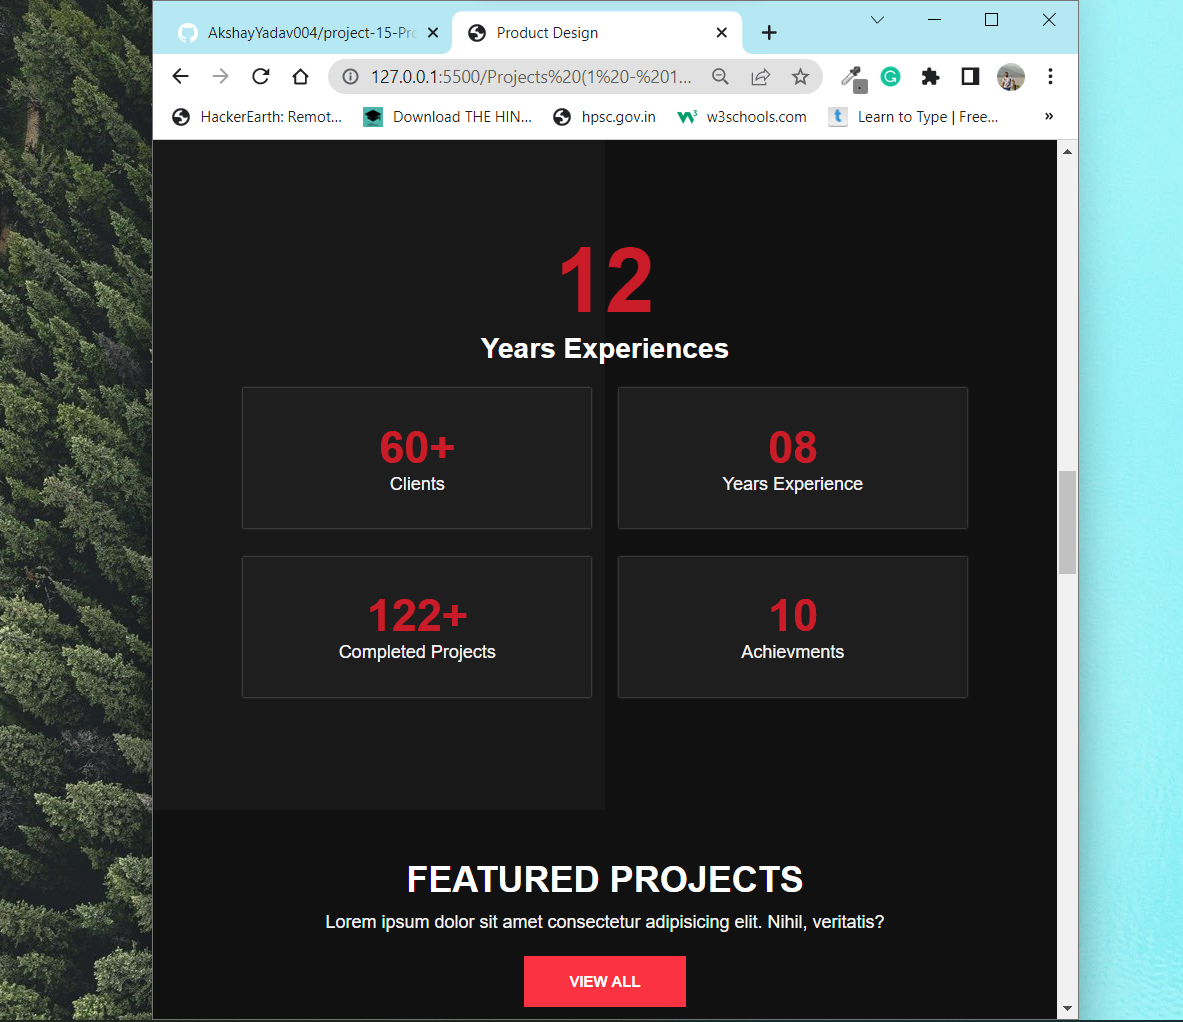 AkshayYadav004/project-15-Pro
Product Design
127.0.0.1:5500/Projects%20(1%20-%201...
HackerEarth: Remot...
Download THE HIN...
hpsc.gov.in
w3schools.com
Learn to Type | Free...
»
12
Years Experiences
60+
Clients
08
Years Experience
122+
Completed Projects
10
Achievments
FEATURED PROJECTS
Lorem ipsum dolor sit amet consectetur adipisicing elit. Nihil, veritatis?
VIEW ALL